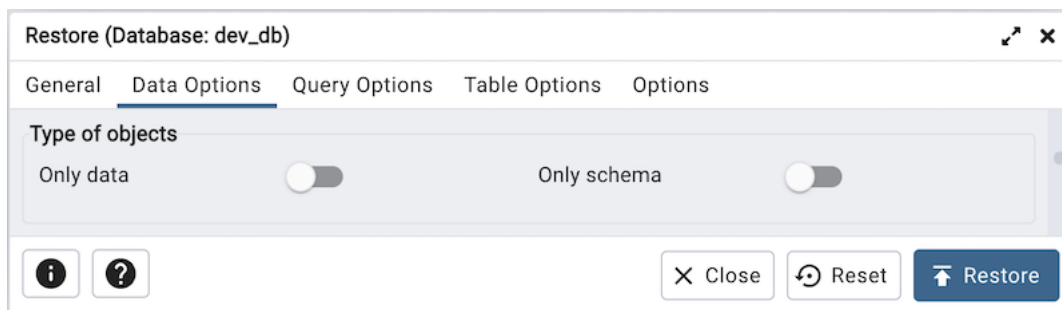 Restore (Database: dev_db)
General Data Options Query Options Table Options Options
Type of objects
Only data Only schema
Close Reset Restore